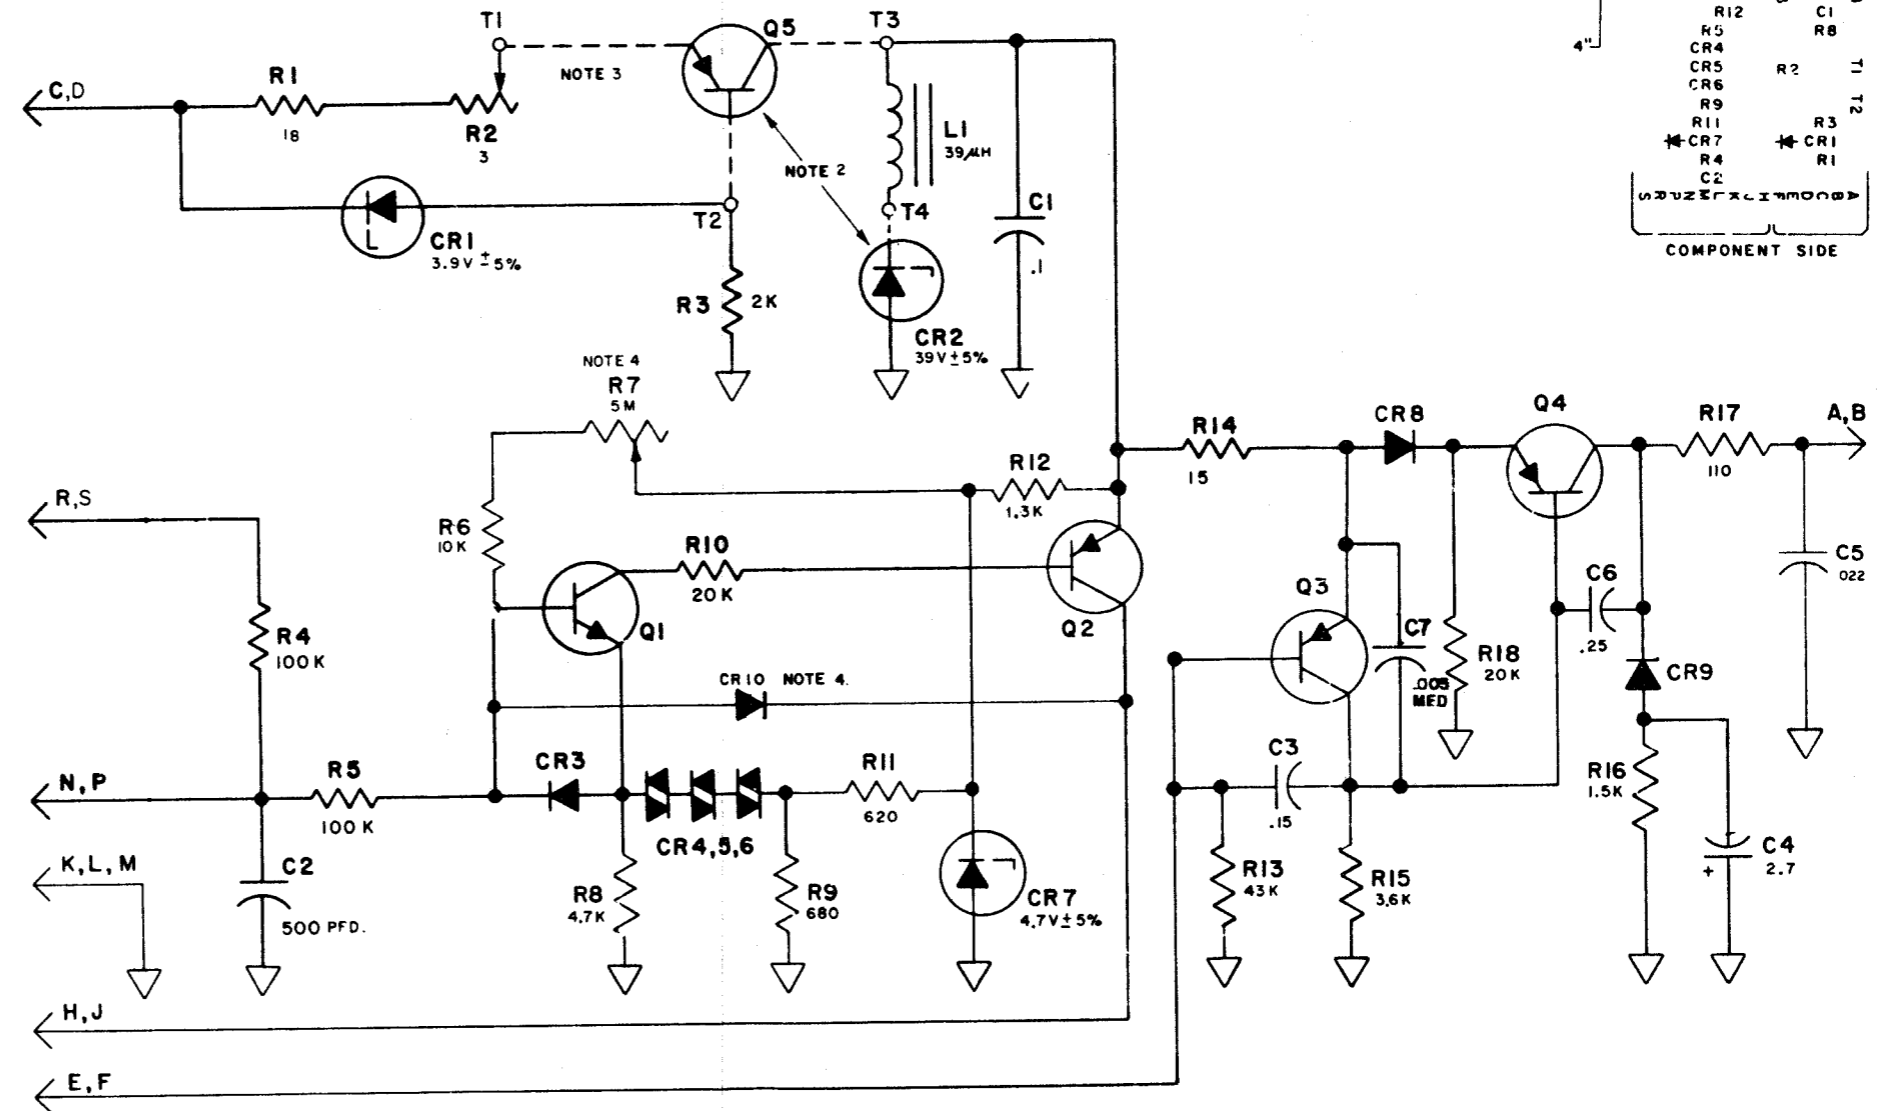 T1
Q5
T3
NOTE 3
C,D
R1
18
R2
3
L1
39µH
NOTE 2
T2
T4
C1
.1
CR1
3.9V ±5%
R3
2K
CR2
39V±5%
4"
R12
C1
R5
R8
CR4
CR5
R2
T1
CR6
T2
R9
R11
R3
CR7
CR1
R4
R1
C2
S R P N M L K J H F E D C B A
COMPONENT SIDE
NOTE 4
R7
5M
R14
15
CR8
Q4
R17
110
A,B
R12
1.3K
R,S
R6
10K
R10
20K
Q1
Q2
Q3
C7
.005
MED
R18
20K
C6
.25
C5
022
CR9
R4
100K
CR10 NOTE 4.
N,P
R5
100K
CR3
CR4,5,6
R11
620
C3
.15
R16
1.5K
K,L,M
C2
500 PFD.
R8
4.7K
R9
680
CR7
4.7V±5%
R13
43K
R15
3.6K
C4
2.7
+
H,J
E,F